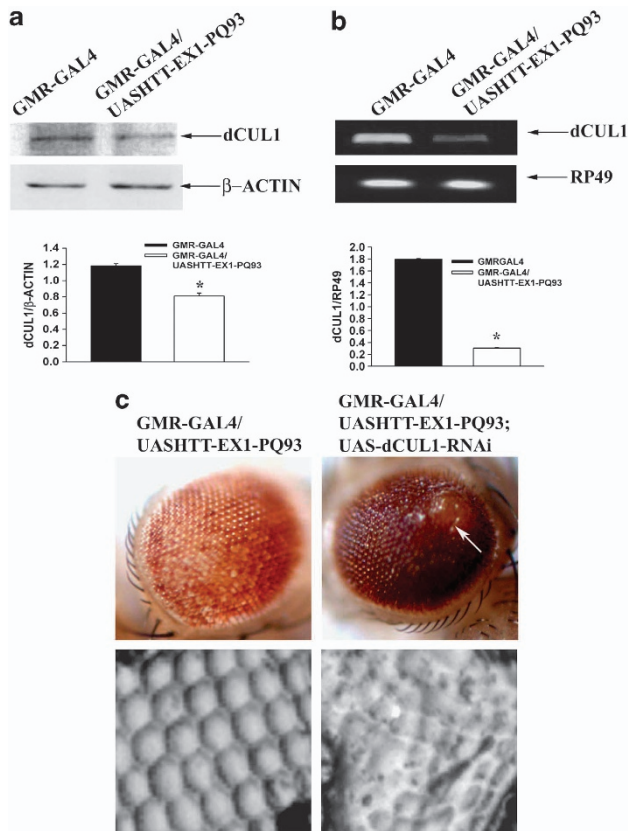 a
GMR-GAL4
GMR-GAL4/
UASHTT-EX1-PQ93
dCUL1
β-ACTIN
GMR-GAL4
GMR-GAL4/
UASHTT-EX1-PQ93
dCUL1/β-ACTIN
1.4
1.2
1.0
0.8
0.6
0.4
0.2
0.0
*
b
GMR-GAL4
GMR-GAL4/
UASHTT-EX1-PQ93
dCUL1
RP49
GMRGAL4
GMR-GAL4/
UASHTT-EX1-PQ93
dCUL1/RP49
2.0
1.8
1.6
1.4
1.2
1.0
0.8
0.6
0.4
0.2
0.0
*
c
GMR-GAL4/
UASHTT-EX1-PQ93
GMR-GAL4/
UASHTT-EX1-PQ93;
UAS-dCUL1-RNAi